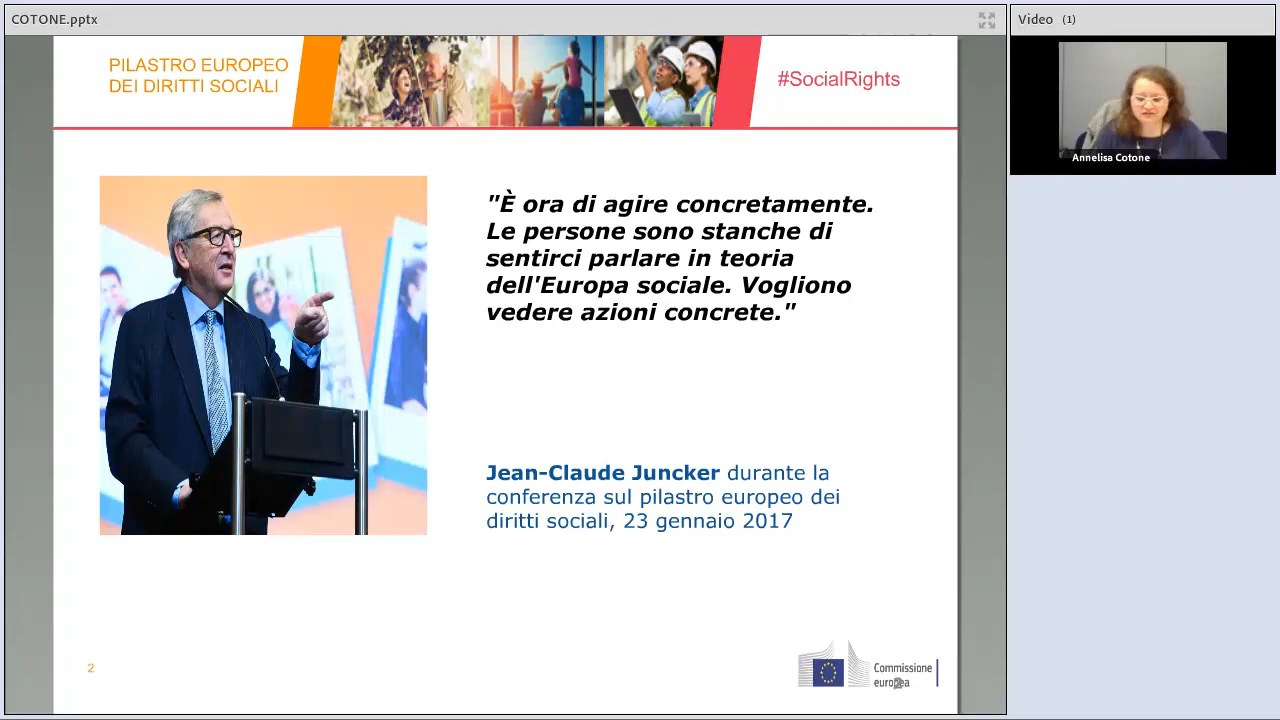 COTONE.pptx
Video (1)
PILASTRO EUROPEO
DEI DIRITTI SOCIALI
#SocialRights
Annelisa Cotone
"È ora di agire concretamente.
Le persone sono stanche di
sentirci parlare in teoria
dell'Europa sociale. Vogliono
vedere azioni concrete."
Jean-Claude Juncker durante la
conferenza sul pilastro europeo dei
diritti sociali, 23 gennaio 2017
2
Commissione
europea
2